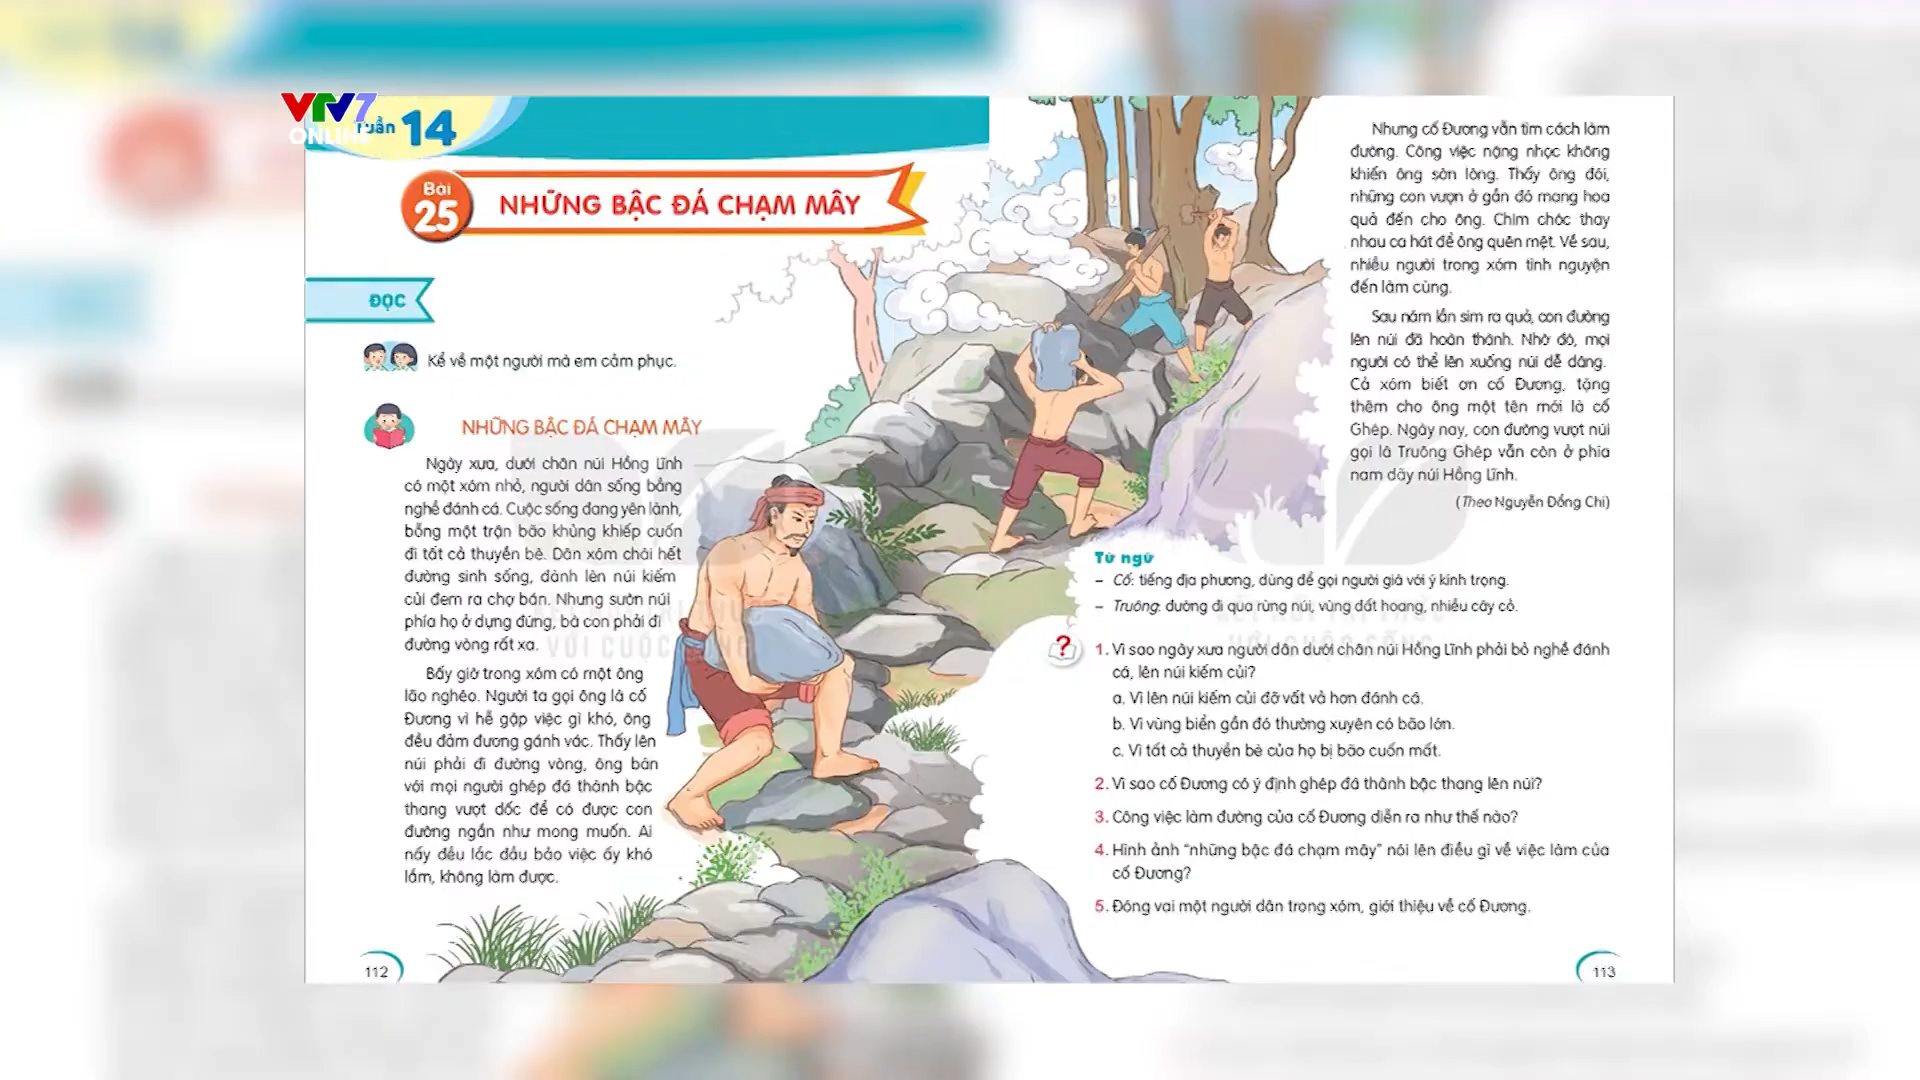 VTV7
ONLINE
Tuần 14
Bài
25
NHỮNG BẬC ĐÁ CHẠM MÂY
ĐỌC
Kể về một người mà em cảm phục.
NHỮNG BẬC ĐÁ CHẠM MÂY
Ngày xưa, dưới chân núi Hồng Lĩnh
có một xóm nhỏ, người dân sống bằng
nghề đánh cá. Cuộc sống đang yên lành,
bỗng một trận bão khủng khiếp cuốn
đi tất cả thuyền bè. Dân xóm chài hết
đường sinh sống, đành lên núi kiếm
củi đem ra chợ bán. Nhưng sườn núi
phía họ ở dựng đứng, bà con phải đi
đường vòng rất xa.
Bấy giờ trong xóm có một ông
lão nghèo. Người ta gọi ông là cố
Đương vì hễ gặp việc gì khó, ông
đều đảm đương gánh vác. Thấy lên
núi phải đi đường vòng, ông bàn
với mọi người ghép đá thành bậc
thang vượt dốc để có được con
đường ngắn như mong muốn. Ai
nấy đều lắc đầu bảo việc ấy khó
lắm, không làm được.
112
Nhưng cố Đương vẫn tìm cách làm
đường. Công việc nặng nhọc không
khiến ông sờn lòng. Thấy ông đói,
những con vượn ở gần đó mang hoa
quả đến cho ông. Chim chóc thay
nhau ca hát để ông quên mệt. Về sau,
nhiều người trong xóm tình nguyện
đến làm cùng.
Sau năm lần sim ra quả, con đường
lên núi đã hoàn thành. Nhờ đó, mọi
người có thể lên xuống núi dễ dàng.
Cả xóm biết ơn cố Đương, tặng
thêm cho ông một tên mới là cố
Ghép. Ngày nay, con đường vượt núi
gọi là Truông Ghép vẫn còn ở phía
nam dãy núi Hồng Lĩnh.
(Theo Nguyễn Đổng Chi)
Từ ngữ
– Cố: tiếng địa phương, dùng để gọi người già với ý kính trọng.
– Truông: đường đi qua rừng núi, vùng đất hoang, nhiều cây cỏ.
?
1. Vì sao ngày xưa người dân dưới chân núi Hồng Lĩnh phải bỏ nghề đánh
cá, lên núi kiếm củi?
a. Vì lên núi kiếm củi đỡ vất vả hơn đánh cá.
b. Vì vùng biển gần đó thường xuyên có bão lớn.
c. Vì tất cả thuyền bè của họ bị bão cuốn mất.
2. Vì sao cố Đương có ý định ghép đá thành bậc thang lên núi?
3. Công việc làm đường của cố Đương diễn ra như thế nào?
4. Hình ảnh “những bậc đá chạm mây” nói lên điều gì về việc làm của
cố Đương?
5. Đóng vai một người dân trong xóm, giới thiệu về cố Đương.
113